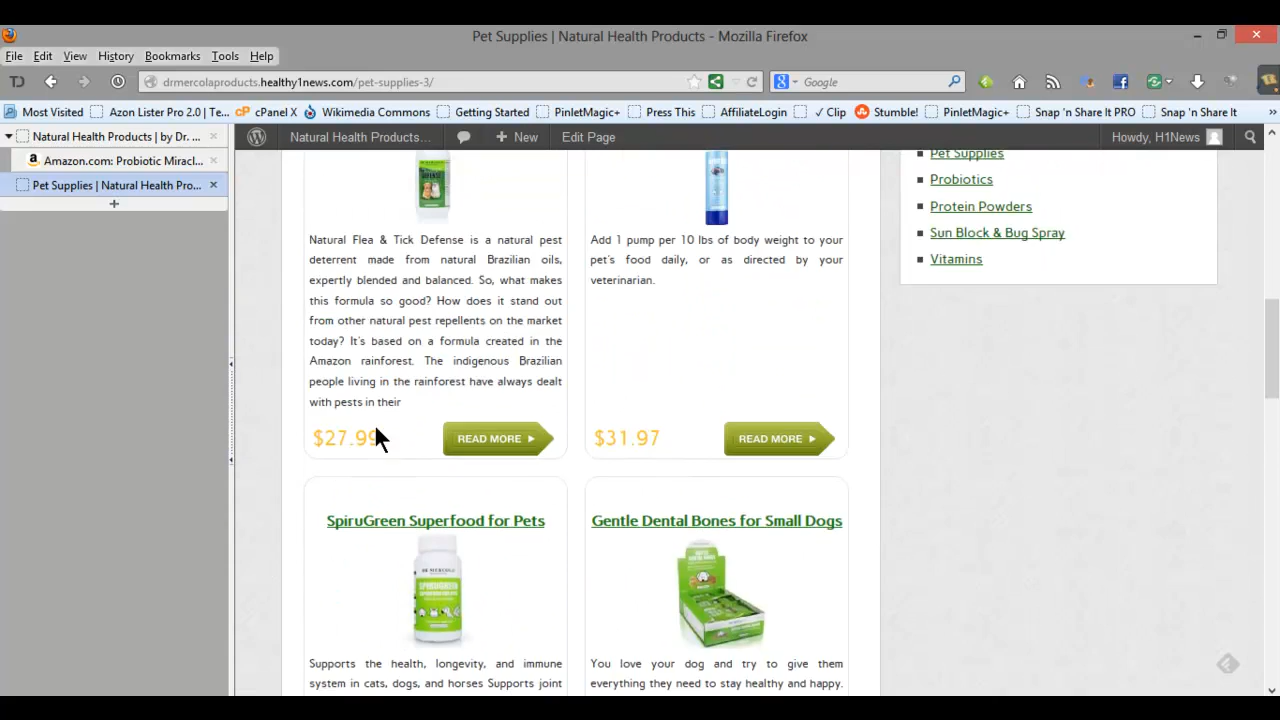 Pet Supplies | Natural Health Products - Mozilla Firefox
File Edit View History Bookmarks Tools Help
drmercolaproducts.healthy1news.com/pet-supplies-3/
Google
Most Visited Azon Lister Pro 2.0 | Te... cPanel X Wikimedia Commons Getting Started PinletMagic+ Press This AffiliateLogin ✓ Clip Stumble! PinletMagic+ Snap 'n Share It PRO Snap 'n Share It »
Natural Health Products | by Dr. ...
Amazon.com: Probiotic Miracl...
Pet Supplies | Natural Health Pro...
Natural Health Products... New Edit Page Howdy, H1News
Natural Flea & Tick Defense is a natural pest
deterrent made from natural Brazilian oils,
expertly blended and balanced. So, what makes
this formula so good? How does it stand out
from other natural pest repellents on the market
today? It's based on a formula created in the
Amazon rainforest. The indigenous Brazilian
people living in the rainforest have always dealt
with pests in their
$27.99
READ MORE
Add 1 pump per 10 lbs of body weight to your
pet's food daily, or as directed by your
veterinarian.
$31.97
READ MORE
SpiruGreen Superfood for Pets
DR. MERCOLA
SPIRUGREEN
Supports the health, longevity, and immune
system in cats, dogs, and horses Supports joint
Gentle Dental Bones for Small Dogs
You love your dog and try to give them
everything they need to stay healthy and happy.
Pet Supplies
Probiotics
Protein Powders
Sun Block & Bug Spray
Vitamins